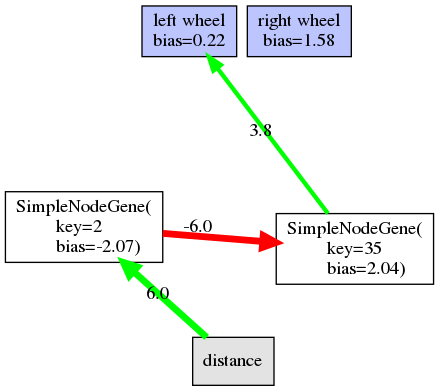 left wheel
bias=0.22
right wheel
bias=1.58
3.8
SimpleNodeGene(
key=2
bias=-2.07)
-6.0
SimpleNodeGene(
key=35
bias=2.04)
6.0
distance